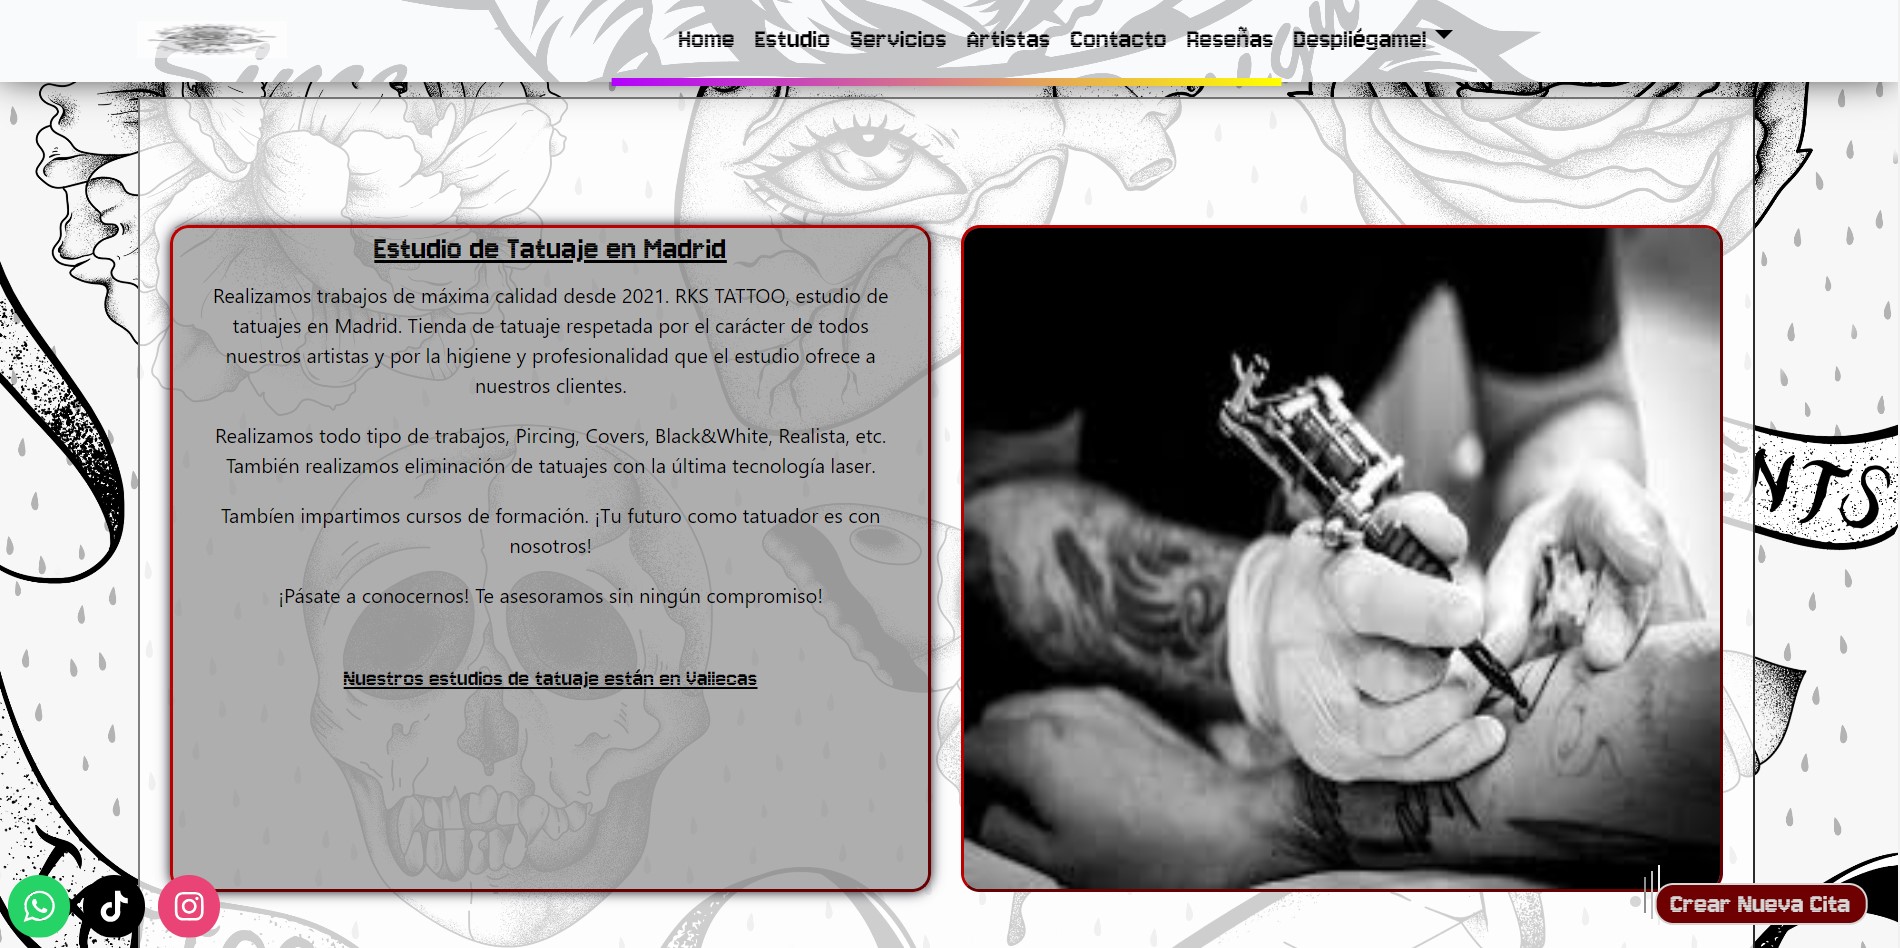 Home Estudio Servicios Artistas Contacto Reseñas Despliégame!
Estudio de Tatuaje en Madrid
Realizamos trabajos de máxima calidad desde 2021. RKS TATTOO, estudio de
tatuajes en Madrid. Tienda de tatuaje respetada por el carácter de todos
nuestros artistas y por la higiene y profesionalidad que el estudio ofrece a
nuestros clientes.
Realizamos todo tipo de trabajos, Pircing, Covers, Black&White, Realista, etc.
También realizamos eliminación de tatuajes con la última tecnología laser.
Tambíen impartimos cursos de formación. ¡Tu futuro como tatuador es con
nosotros!
¡Pásate a conocernos! Te asesoramos sin ningún compromiso!
Nuestros estudios de tatuaje están en Vallecas
NTS
Crear Nueva Cita